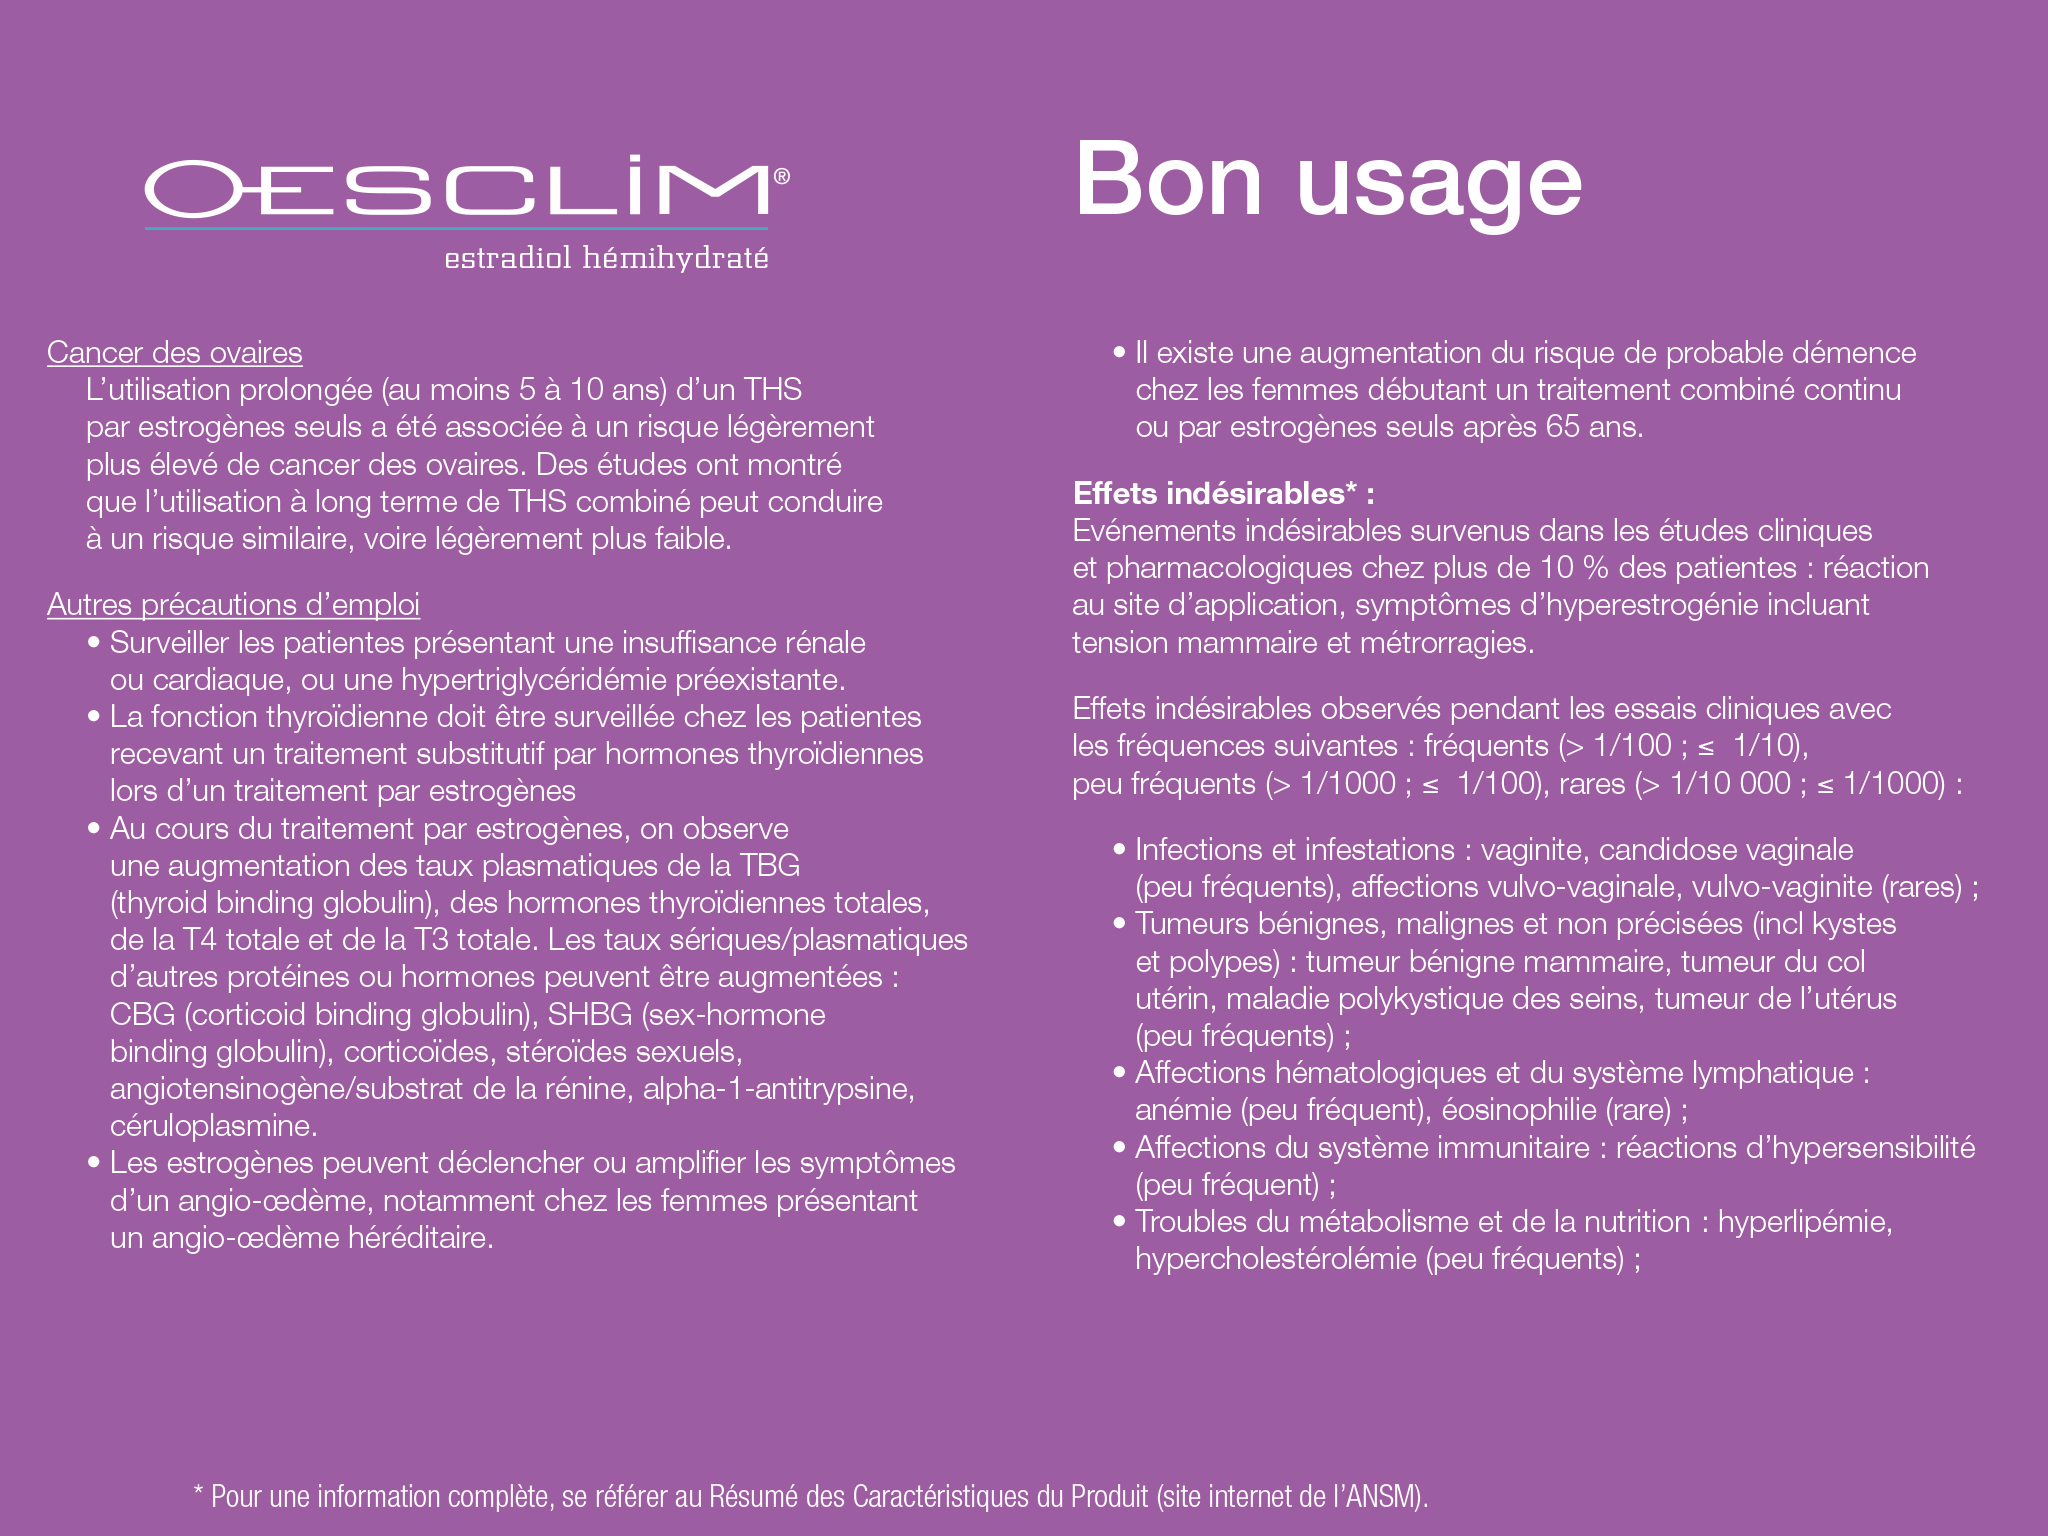 OESCLIM®
estradiol hémihydraté
Bon usage
Cancer des ovaires
L’utilisation prolongée (au moins 5 à 10 ans) d’un THS
par estrogènes seuls a été associée à un risque légèrement
plus élevé de cancer des ovaires. Des études ont montré
que l’utilisation à long terme de THS combiné peut conduire
à un risque similaire, voire légèrement plus faible.
Autres précautions d’emploi
• Surveiller les patientes présentant une insuffisance rénale
ou cardiaque, ou une hypertriglycéridémie préexistante.
• La fonction thyroïdienne doit être surveillée chez les patientes
recevant un traitement substitutif par hormones thyroïdiennes
lors d’un traitement par estrogènes
• Au cours du traitement par estrogènes, on observe
une augmentation des taux plasmatiques de la TBG
(thyroid binding globulin), des hormones thyroïdiennes totales,
de la T4 totale et de la T3 totale. Les taux sériques/plasmatiques
d’autres protéines ou hormones peuvent être augmentées :
CBG (corticoid binding globulin), SHBG (sex-hormone
binding globulin), corticoïdes, stéroïdes sexuels,
angiotensinogène/substrat de la rénine, alpha-1-antitrypsine,
céruloplasmine.
• Les estrogènes peuvent déclencher ou amplifier les symptômes
d’un angio-œdème, notamment chez les femmes présentant
un angio-œdème héréditaire.
• Il existe une augmentation du risque de probable démence
chez les femmes débutant un traitement combiné continu
ou par estrogènes seuls après 65 ans.
Effets indésirables* :
Evénements indésirables survenus dans les études cliniques
et pharmacologiques chez plus de 10 % des patientes : réaction
au site d’application, symptômes d’hyperestrogénie incluant
tension mammaire et métrorragies.
Effets indésirables observés pendant les essais cliniques avec
les fréquences suivantes : fréquents (> 1/100 ; ≤ 1/10),
peu fréquents (> 1/1000 ; ≤ 1/100), rares (> 1/10 000 ; ≤ 1/1000) :
• Infections et infestations : vaginite, candidose vaginale
(peu fréquents), affections vulvo-vaginale, vulvo-vaginite (rares) ;
• Tumeurs bénignes, malignes et non précisées (incl kystes
et polypes) : tumeur bénigne mammaire, tumeur du col
utérin, maladie polykystique des seins, tumeur de l’utérus
(peu fréquents) ;
• Affections hématologiques et du système lymphatique :
anémie (peu fréquent), éosinophilie (rare) ;
• Affections du système immunitaire : réactions d’hypersensibilité
(peu fréquent) ;
• Troubles du métabolisme et de la nutrition : hyperlipémie,
hypercholestérolémie (peu fréquents) ;
* Pour une information complète, se référer au Résumé des Caractéristiques du Produit (site internet de l’ANSM).